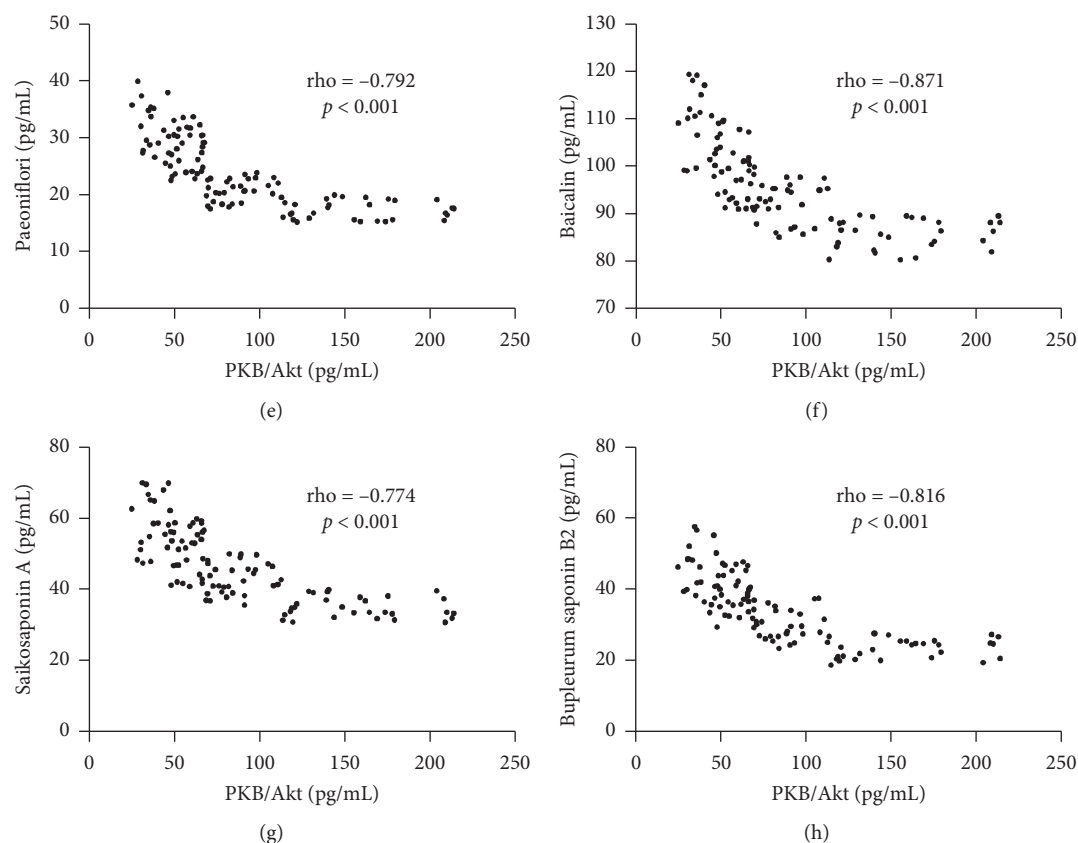 50
40
30
20
10
0
Paeoniflori (pg/mL)
rho = –0.792
p < 0.001
0 50 100 150 200 250
PKB/Akt (pg/mL)
(e)
130
120
110
100
90
80
70
Baicalin (pg/mL)
rho = –0.871
p < 0.001
0 50 100 150 200 250
PKB/Akt (pg/mL)
(f)
80
60
40
20
0
Saikosaponin A (pg/mL)
rho = –0.774
p < 0.001
0 50 100 150 200 250
PKB/Akt (pg/mL)
(g)
80
60
40
20
0
Bupleurum saponin B2 (pg/mL)
rho = –0.816
p < 0.001
0 50 100 150 200 250
PKB/Akt (pg/mL)
(h)